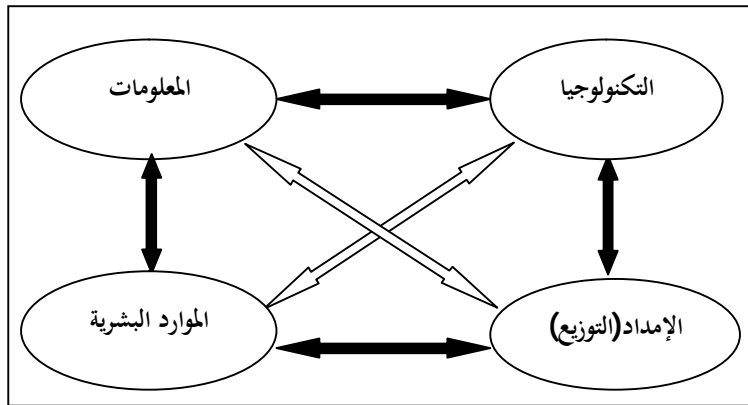 التكنولوجيا
المعلومات
الإمداد(التوزيع)
الموارد البشرية